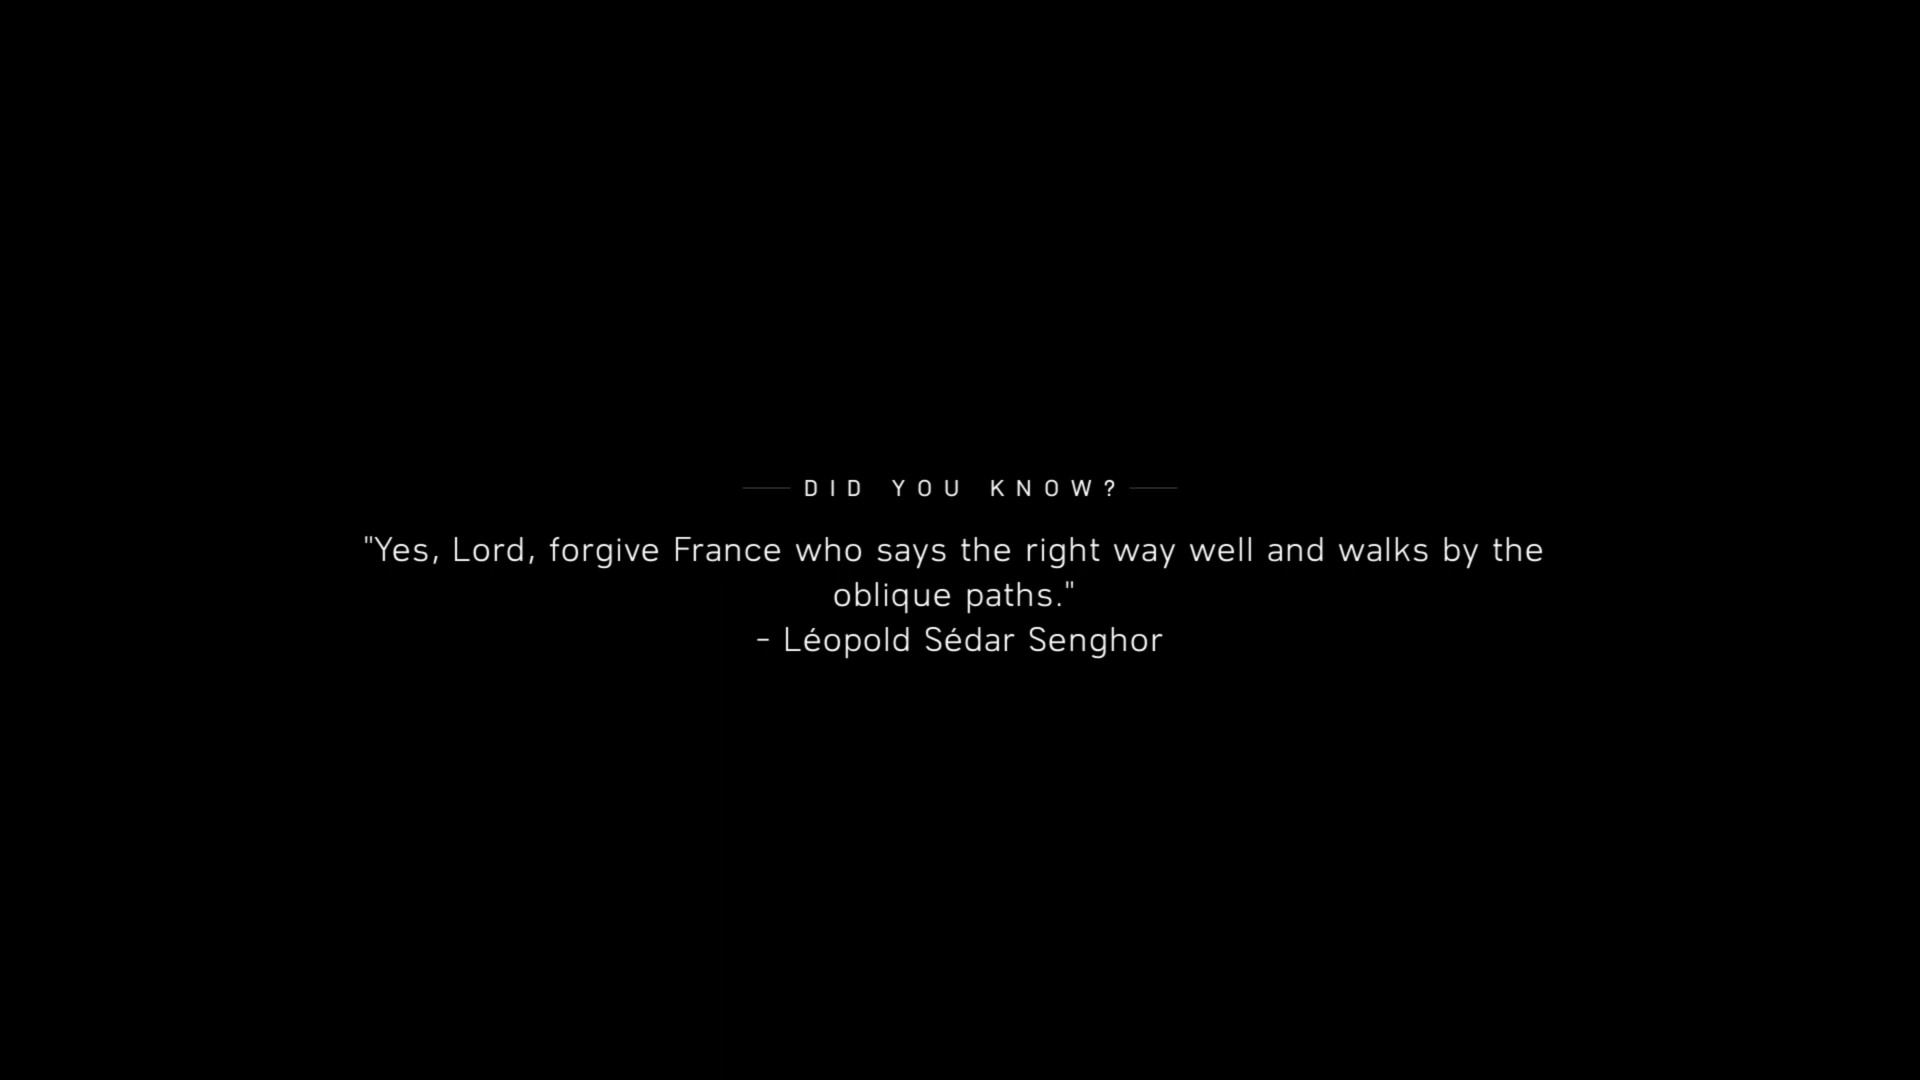 DID YOU KNOW?
"Yes, Lord, forgive France who says the right way well and walks by the
oblique paths."
- Léopold Sédar Senghor